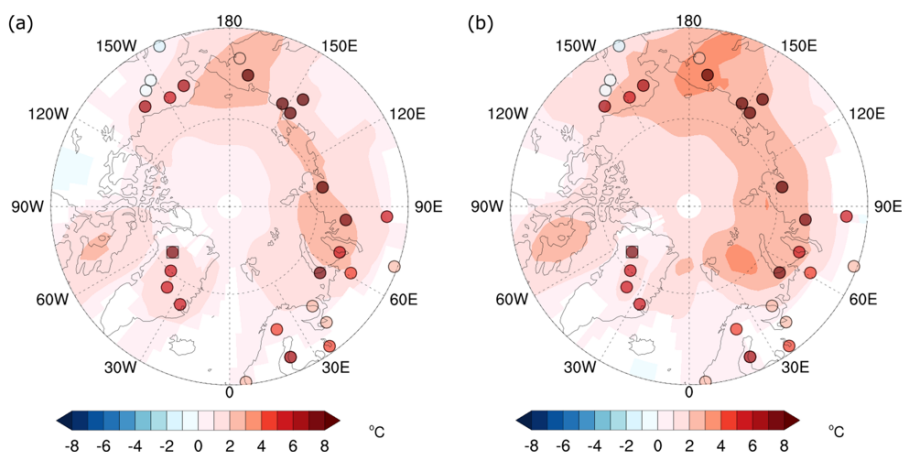 (a) (b)
180 180
150W 150E 150W 150E
120W 120E 120W 120E
90W 90E 90W 90E
60W 60E 60W 60E
30W 30E 30W 30E
0 0
-8 -6 -4 -2 0 2 4 6 8 °C -8 -6 -4 -2 0 2 4 6 8 °C